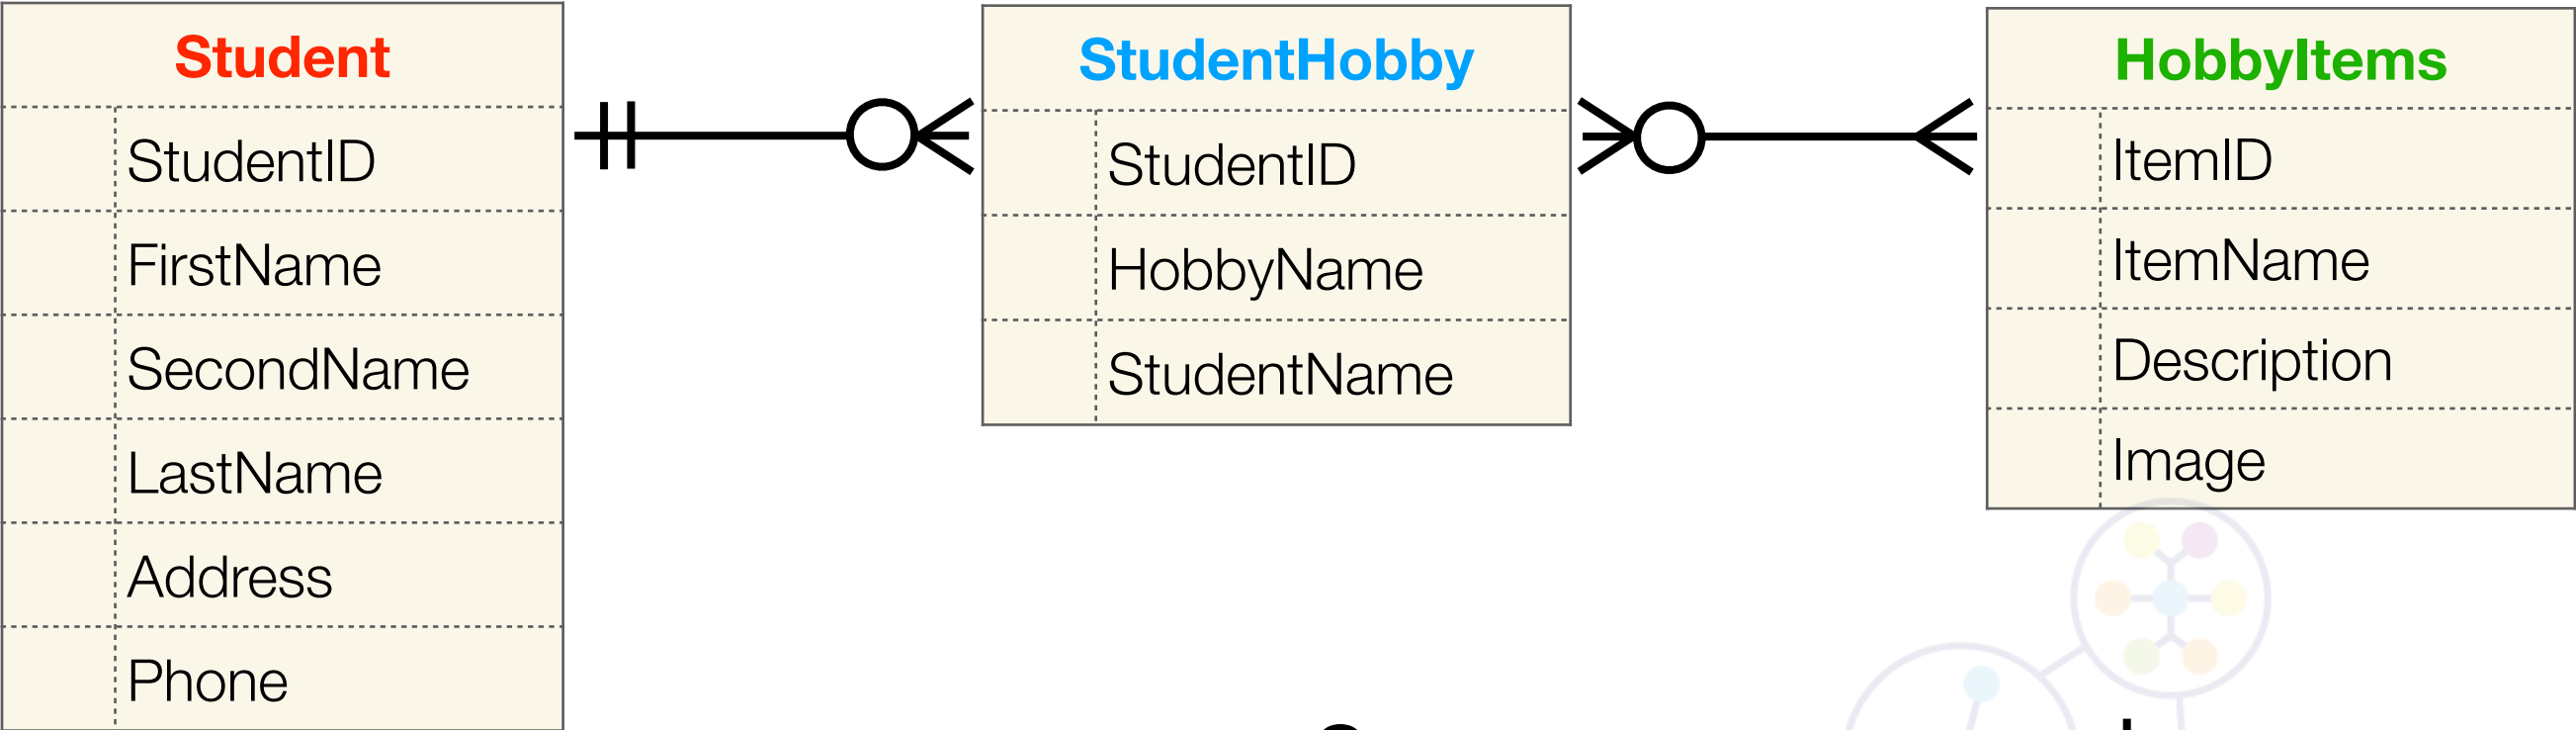 Student
StudentID
FirstName
SecondName
LastName
Address
Phone
StudentHobby
StudentID
HobbyName
StudentName
HobbyItems
ItemID
ItemName
Description
Image